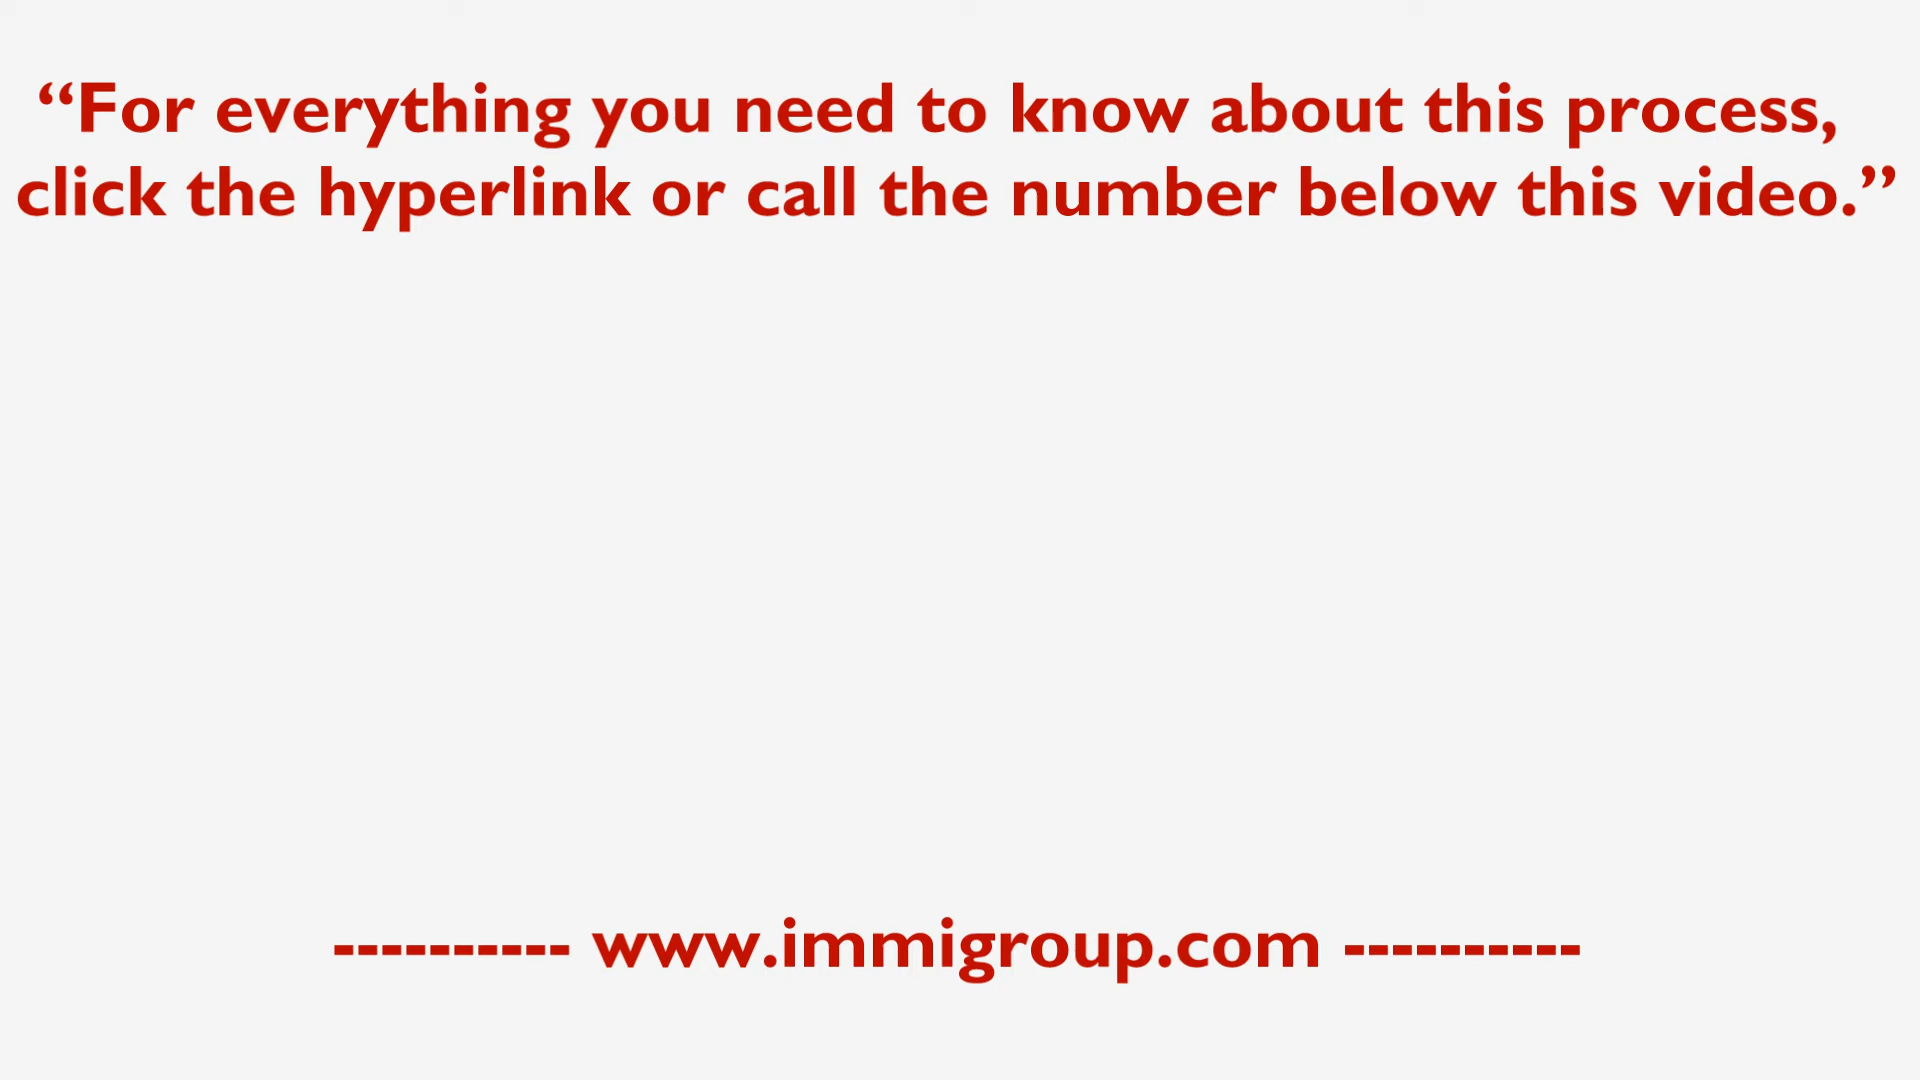 “For everything you need to know about this process,
click the hyperlink or call the number below this video.”
---------- www.immigroup.com ----------